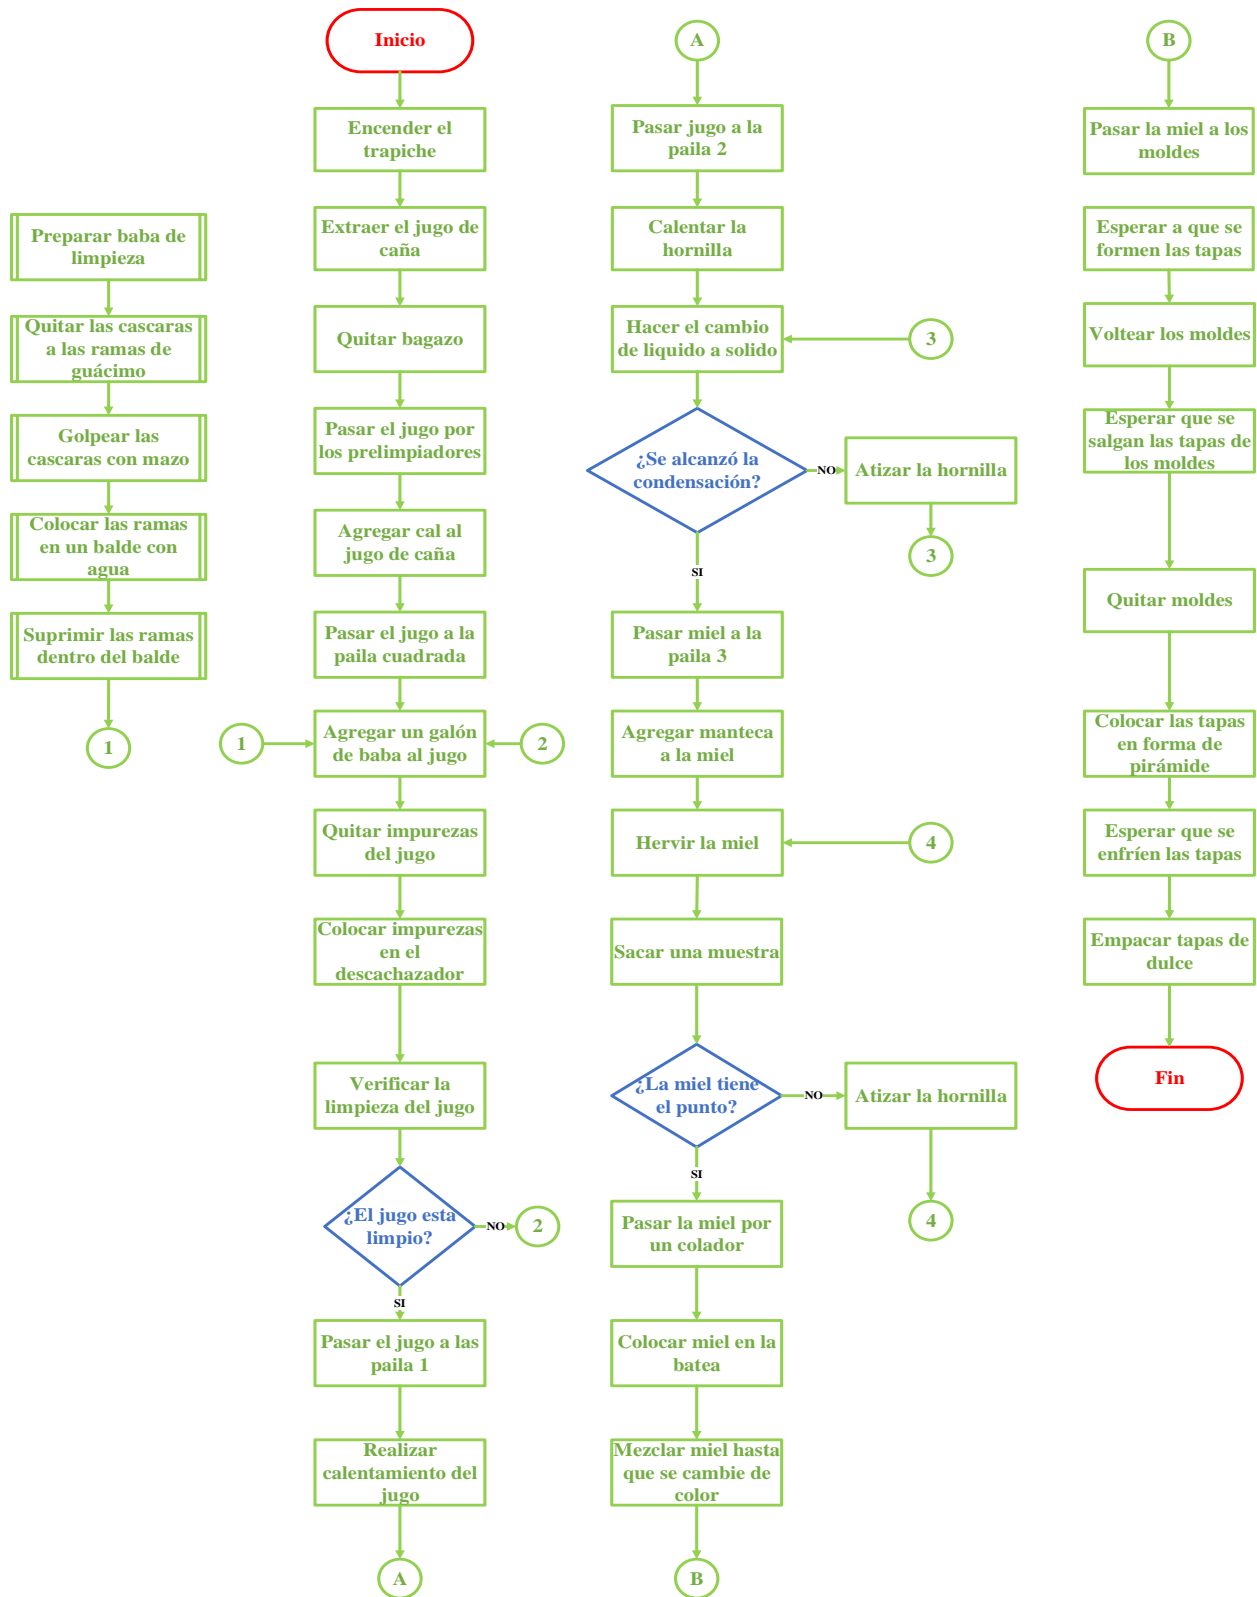 Preparar baba de
limpieza
Quitar las cascaras
a las ramas de
guácimo
Golpear las
cascaras con mazo
Colocar las ramas
en un balde con
agua
Suprimir las ramas
dentro del balde
1
Inicio
Encender el
trapiche
Extraer el jugo de
caña
Quitar bagazo
Pasar el jugo por
los prelimpiadores
Agregar cal al
jugo de caña
Pasar el jugo a la
paila cuadrada
1
Agregar un galón
de baba al jugo
2
Quitar impurezas
del jugo
Colocar impurezas
en el
descachazador
Verificar la
limpieza del jugo
¿El jugo esta
limpio?
NO
2
SI
Pasar el jugo a las
paila 1
Realizar
calentamiento del
jugo
A
A
Pasar jugo a la
paila 2
Calentar la
hornilla
Hacer el cambio
de liquido a solido
3
¿Se alcanzó la
condensación?
NO
Atizar la hornilla
3
SI
Pasar miel a la
paila 3
Agregar manteca
a la miel
Hervir la miel
4
Sacar una muestra
¿La miel tiene
el punto?
NO
Atizar la hornilla
4
SI
Pasar la miel por
un colador
Colocar miel en la
batea
Mezclar miel hasta
que se cambie de
color
B
B
Pasar la miel a los
moldes
Esperar a que se
formen las tapas
Voltear los moldes
Esperar que se
salgan las tapas de
los moldes
Quitar moldes
Colocar las tapas
en forma de
pirámide
Esperar que se
enfríen las tapas
Empacar tapas de
dulce
Fin